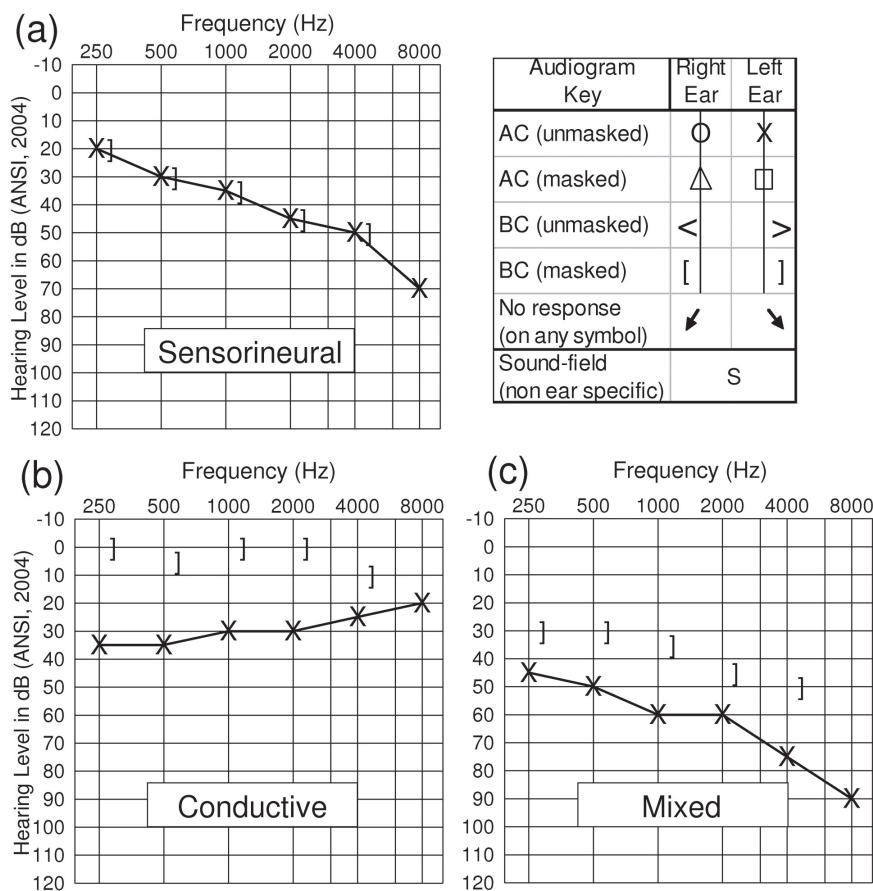 (a)
Frequency (Hz)
250 500 1000 2000 4000 8000
Hearing Level in dB (ANSI, 2004)
-10
0
10
20
30
40
50
60
70
80
90
100
110
120
Sensorineural
Audiogram Key Right Ear Left Ear
AC (unmasked) O X
AC (masked) △ □
BC (unmasked) < >
BC (masked) [ ]
No response
(on any symbol)
Sound-field
(non ear specific) S
(b)
Frequency (Hz)
250 500 1000 2000 4000 8000
Hearing Level in dB (ANSI, 2004)
-10
0
10
20
30
40
50
60
70
80
90
100
110
120
Conductive
(c)
Frequency (Hz)
250 500 1000 2000 4000 8000
-10
0
10
20
30
40
50
60
70
80
90
100
110
120
Mixed